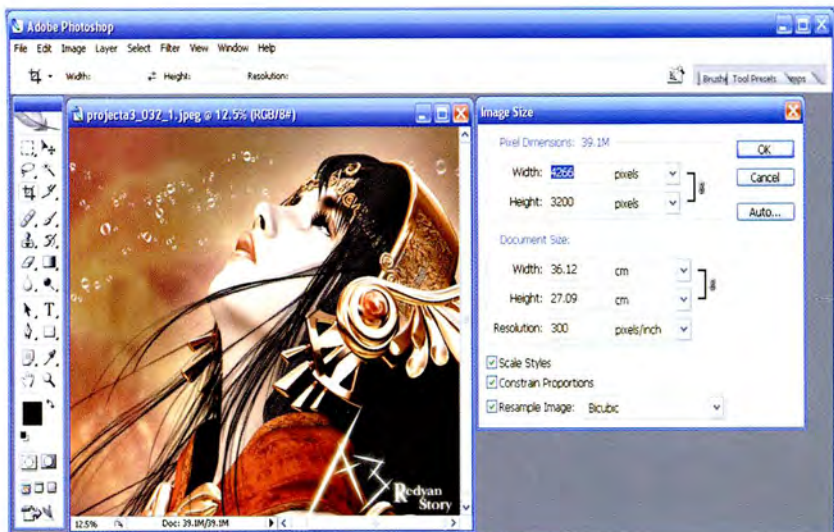 Adobe Photoshop
File Edit Image Layer Select Filter View Window Help
Width: Height: Resolution:
Brushe Tool Presets
projecta3_032_1.jpeg @ 12.5% (RGB/8#)
Image Size
Pixel Dimensions: 39.1M
Width: 4266 pixels
Height: 3200 pixels
OK
Cancel
Auto...
Document Size:
Width: 36.12 cm
Height: 27.09 cm
Resolution: 300 pixels/inch
Scale Styles
Constrain Proportions
Resample Image: Bicubic
A3
Redyan
Story
12.5% Doc: 39.1M/39.1M